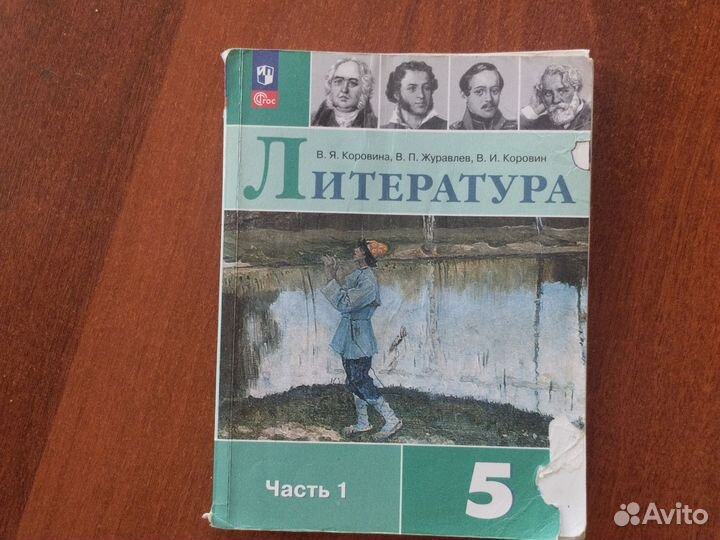 ФГОС
В. Я. Коровина, В. П. Журавлев, В. И. Коровин
ЛИТЕРАТУРА
Часть 1
5
Avito